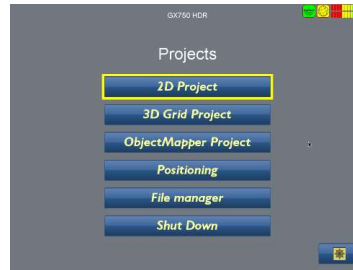 GX750 HDR
Projects
2D Project
3D Grid Project
ObjectMapper Project
Positioning
File manager
Shut Down